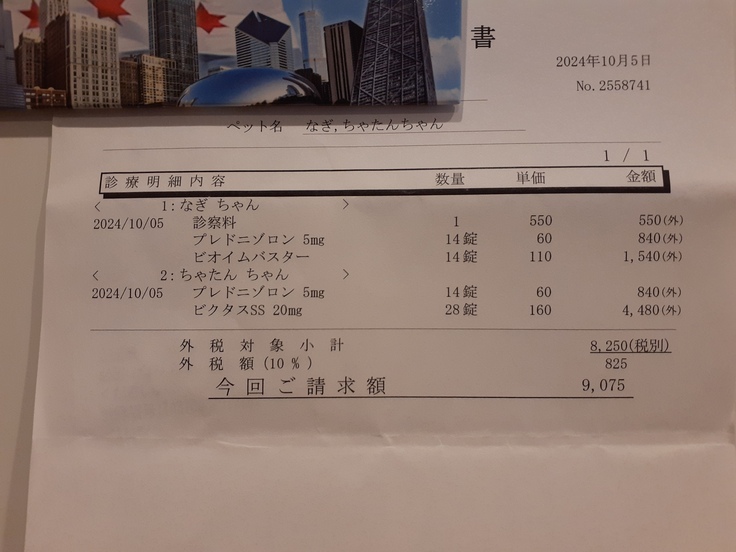 書
2024年10月5日
No.2558741
ペット名 なぎ,ちゃたんちゃん
1 / 1
診療明細内容 数量 単価 金額
< 1:なぎ ちゃん >
2024/10/05 診察料 1 550 550(外)
プレドニゾロン 5mg 14錠 60 840(外)
ビオイムバスター 14錠 110 1,540(外)
< 2:ちゃたん ちゃん >
2024/10/05 プレドニゾロン 5mg 14錠 60 840(外)
ビクタスSS 20mg 28錠 160 4,480(外)
外税対象小計 8,250(税別)
外税額(10%) 825
今回ご請求額 9,075